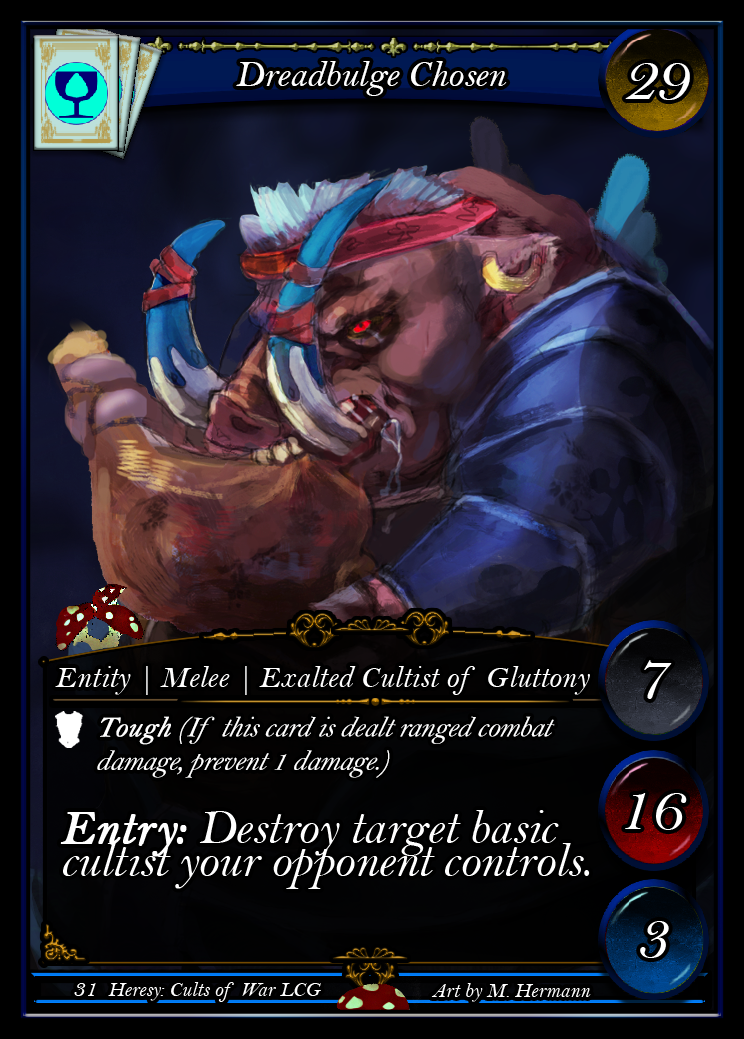 Dreadbulge Chosen
29
Entity | Melee | Exalted Cultist of Gluttony
7
Tough (If this card is dealt ranged combat
damage, prevent 1 damage.)
16
Entry: Destroy target basic
cultist your opponent controls.
3
31 Heresy: Cults of War LCG
Art by M. Hermann